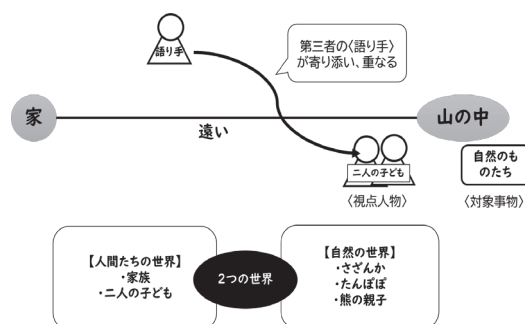 語り手
第三者の〈語り手〉
が寄り添い、重なる
家
遠い
山の中
二人の子ども
〈視点人物〉
自然のも
のたち
〈対象事物〉
【人間たちの世界】
・家族
・二人の子ども
2つの世界
【自然の世界】
・さざんか
・たんぽぽ
・熊の親子